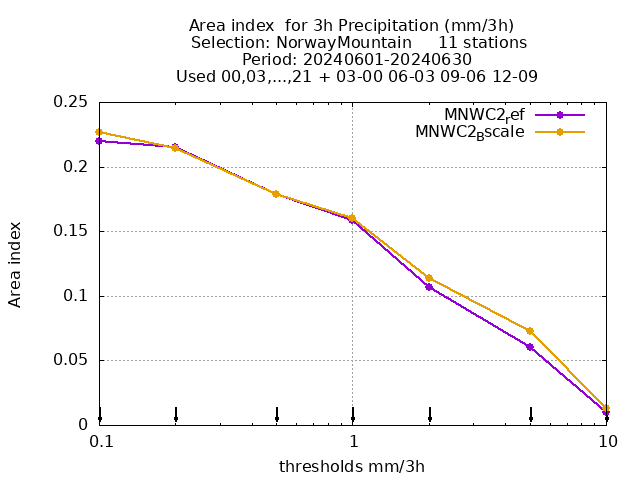 Area index  for 3h Precipitation (mm/3h)
Selection: NorwayMountain     11 stations
Period: 20240601-20240630
Used 00,03,...,21 + 03-00 06-03 09-06 12-09
MNWC2ref
MNWC2Bscale
0.25
0.2
0.15
0.1
0.05
0
Area index
0.1
1
10
thresholds mm/3h